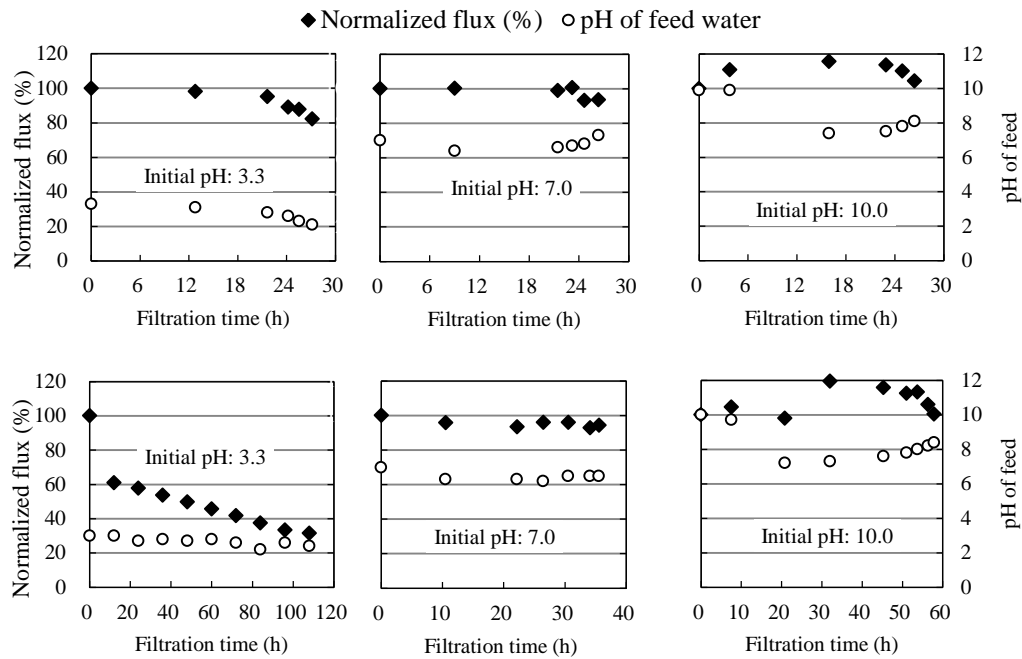 Normalized flux (%) pH of feed water
Normalized flux (%)
120
100
80
60
40
20
0
Initial pH: 3.3
0 6 12 18 24 30
Filtration time (h)
Initial pH: 7.0
0 6 12 18 24 30
Filtration time (h)
Initial pH: 10.0
0 6 12 18 24 30
Filtration time (h)
12
10
8
6
4
2
0
pH of feed
Normalized flux (%)
120
100
80
60
40
20
0
Initial pH: 3.3
0 20 40 60 80 100 120
Filtration time (h)
Initial pH: 7.0
0 10 20 30 40
Filtration time (h)
Initial pH: 10.0
0 10 20 30 40 50 60
Filtration time (h)
12
10
8
6
4
2
0
pH of feed